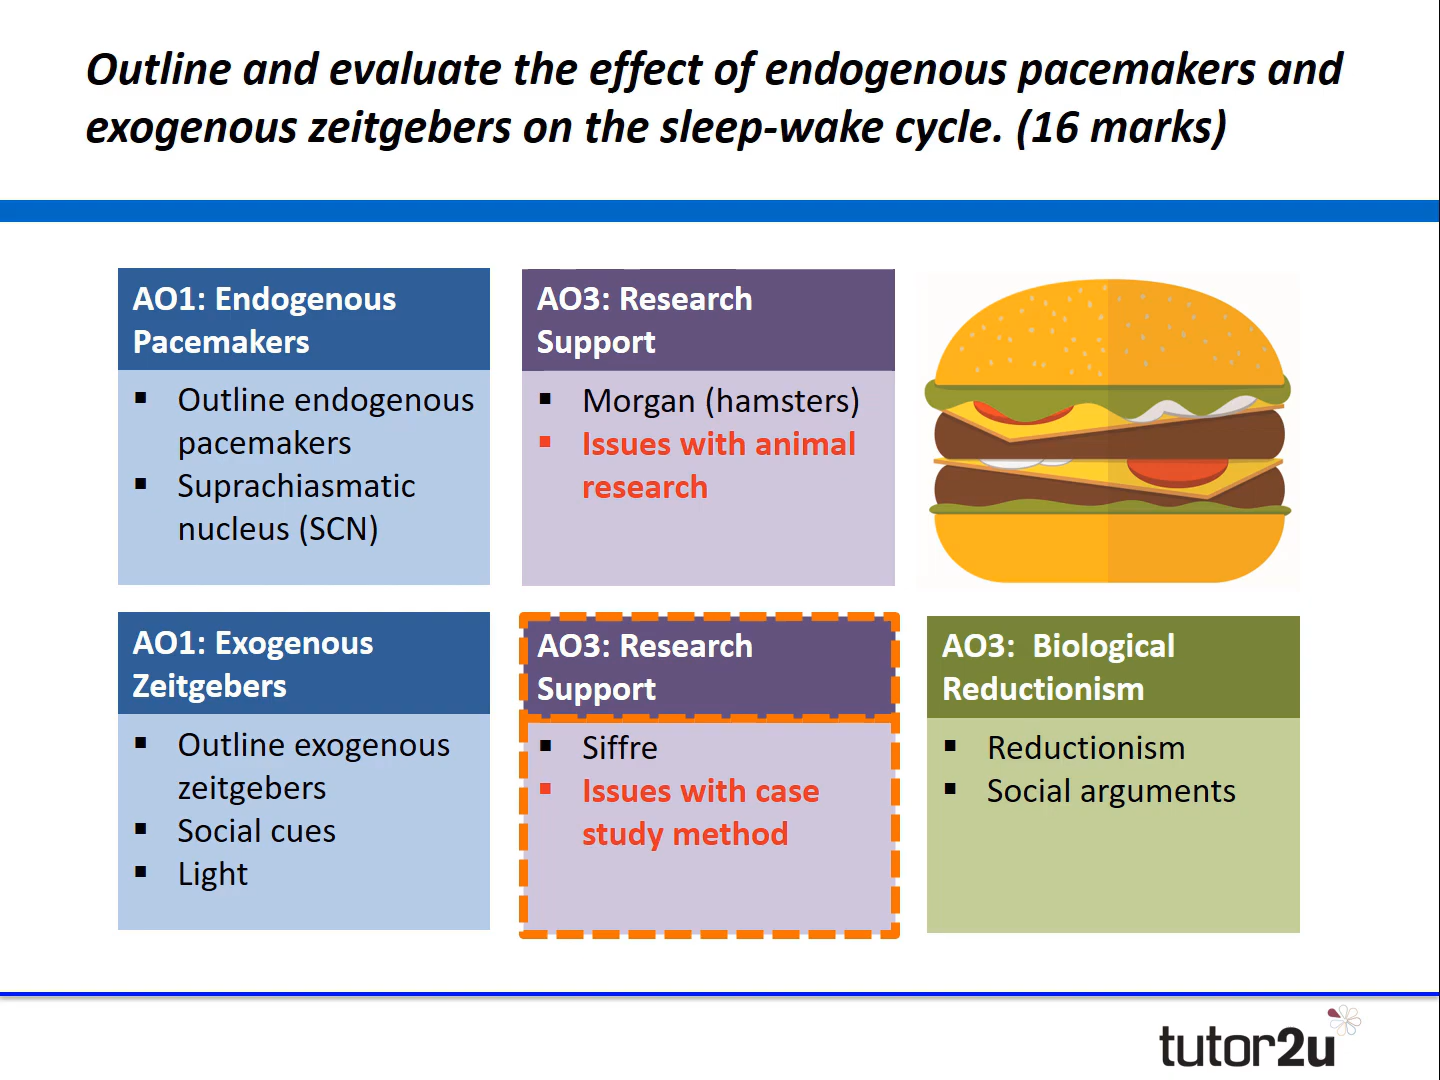 Outline and evaluate the effect of endogenous pacemakers and
exogenous zeitgebers on the sleep-wake cycle. (16 marks)
AO1: Endogenous
Pacemakers
▪ Outline endogenous
pacemakers
▪ Suprachiasmatic
nucleus (SCN)
AO3: Research
Support
▪ Morgan (hamsters)
▪ Issues with animal
research
AO1: Exogenous
Zeitgebers
▪ Outline exogenous
zeitgebers
▪ Social cues
▪ Light
AO3: Research
Support
▪ Siffre
▪ Issues with case
study method
AO3: Biological
Reductionism
▪ Reductionism
▪ Social arguments
tutor2u